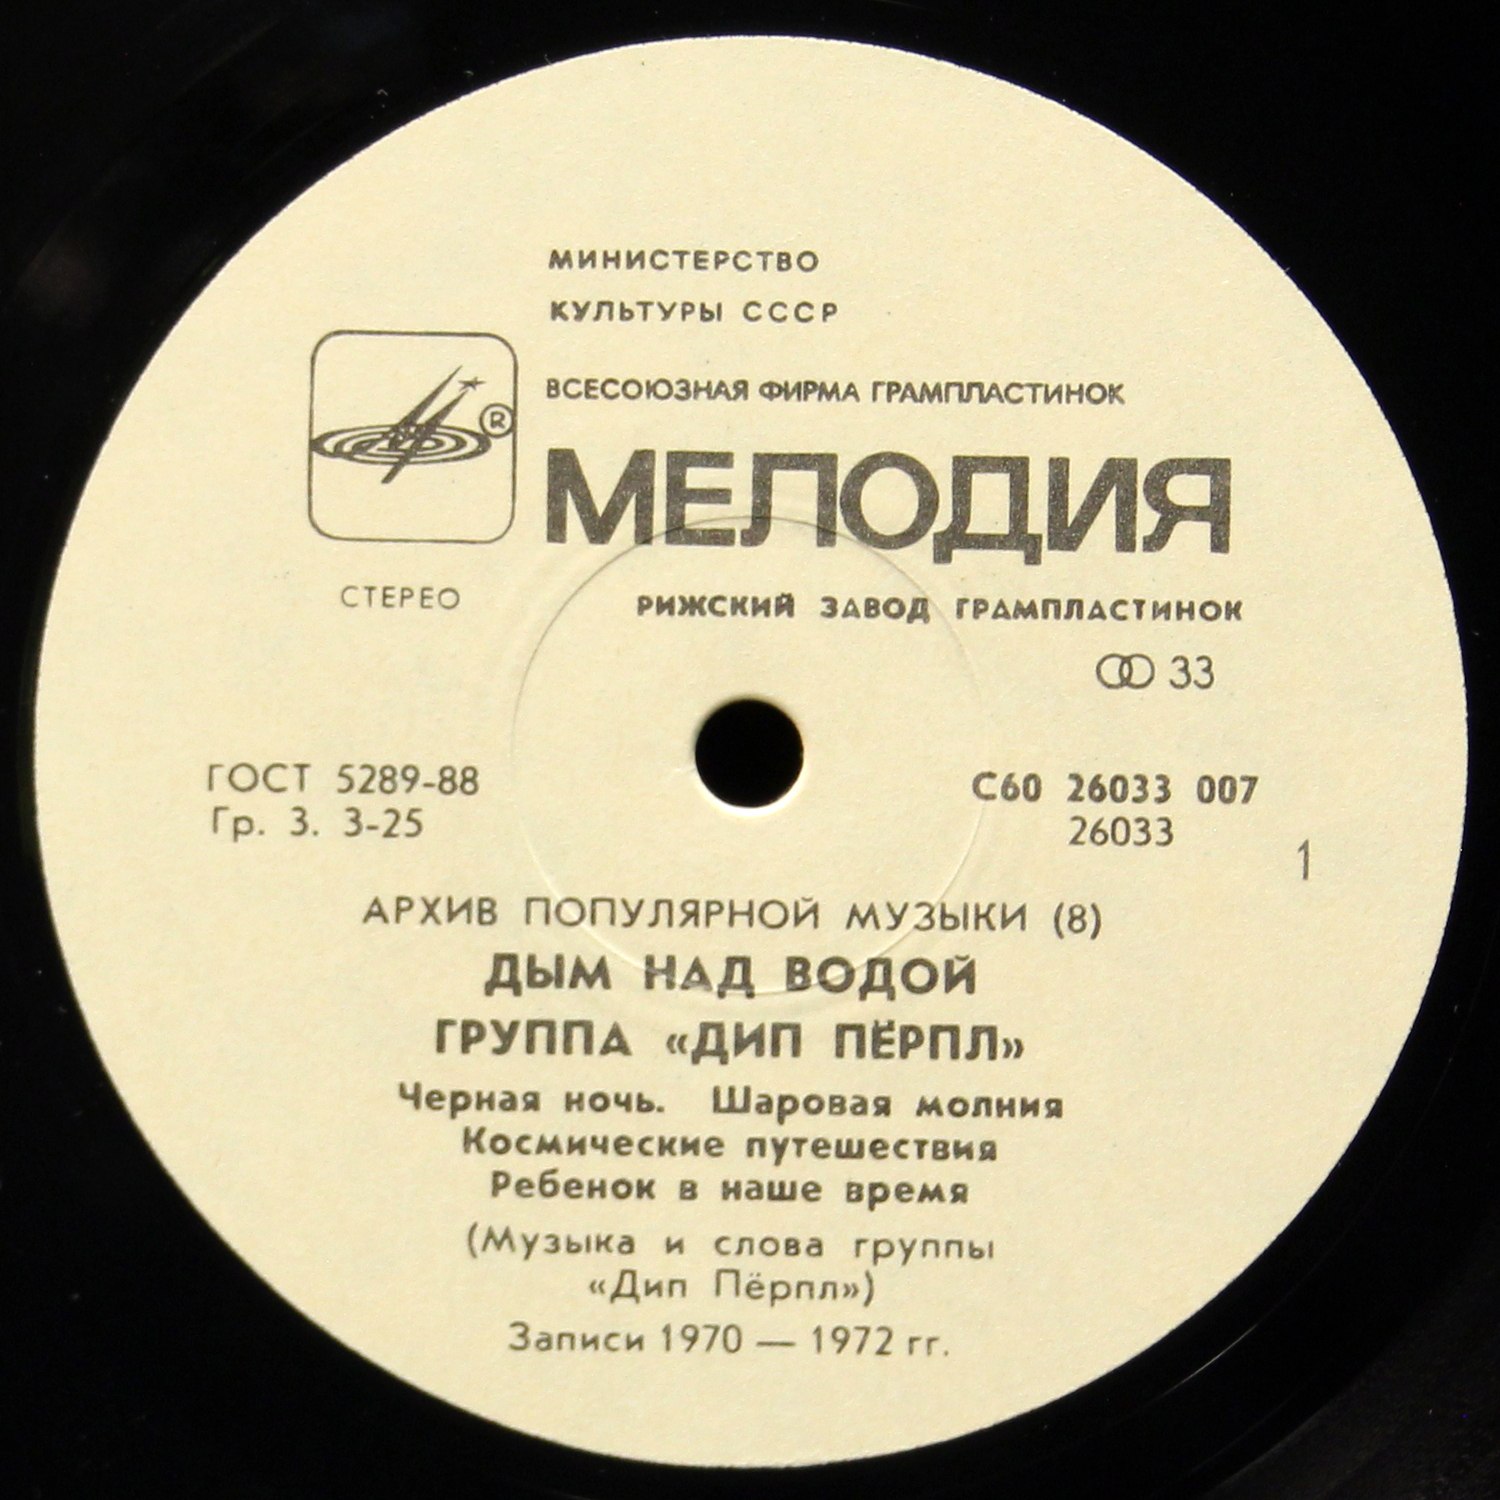 МИНИСТЕРСТВО
КУЛЬТУРЫ СССР
ВСЕСОЮЗНАЯ ФИРМА ГРАМПЛАСТИНОК
®
МЕЛОДИЯ
СТЕРЕО
РИЖСКИЙ ЗАВОД ГРАМПЛАСТИНОК
33
ГОСТ 5289-88
Гр. 3. 3-25
С60 26033 007
26033
1
АРХИВ ПОПУЛЯРНОЙ МУЗЫКИ (8)
ДЫМ НАД ВОДОЙ
ГРУППА «ДИП ПЁРПЛ»
Черная ночь. Шаровая молния
Космические путешествия
Ребенок в наше время
(Музыка и слова группы
«Дип Пёрпл»)
Записи 1970 — 1972 гг.